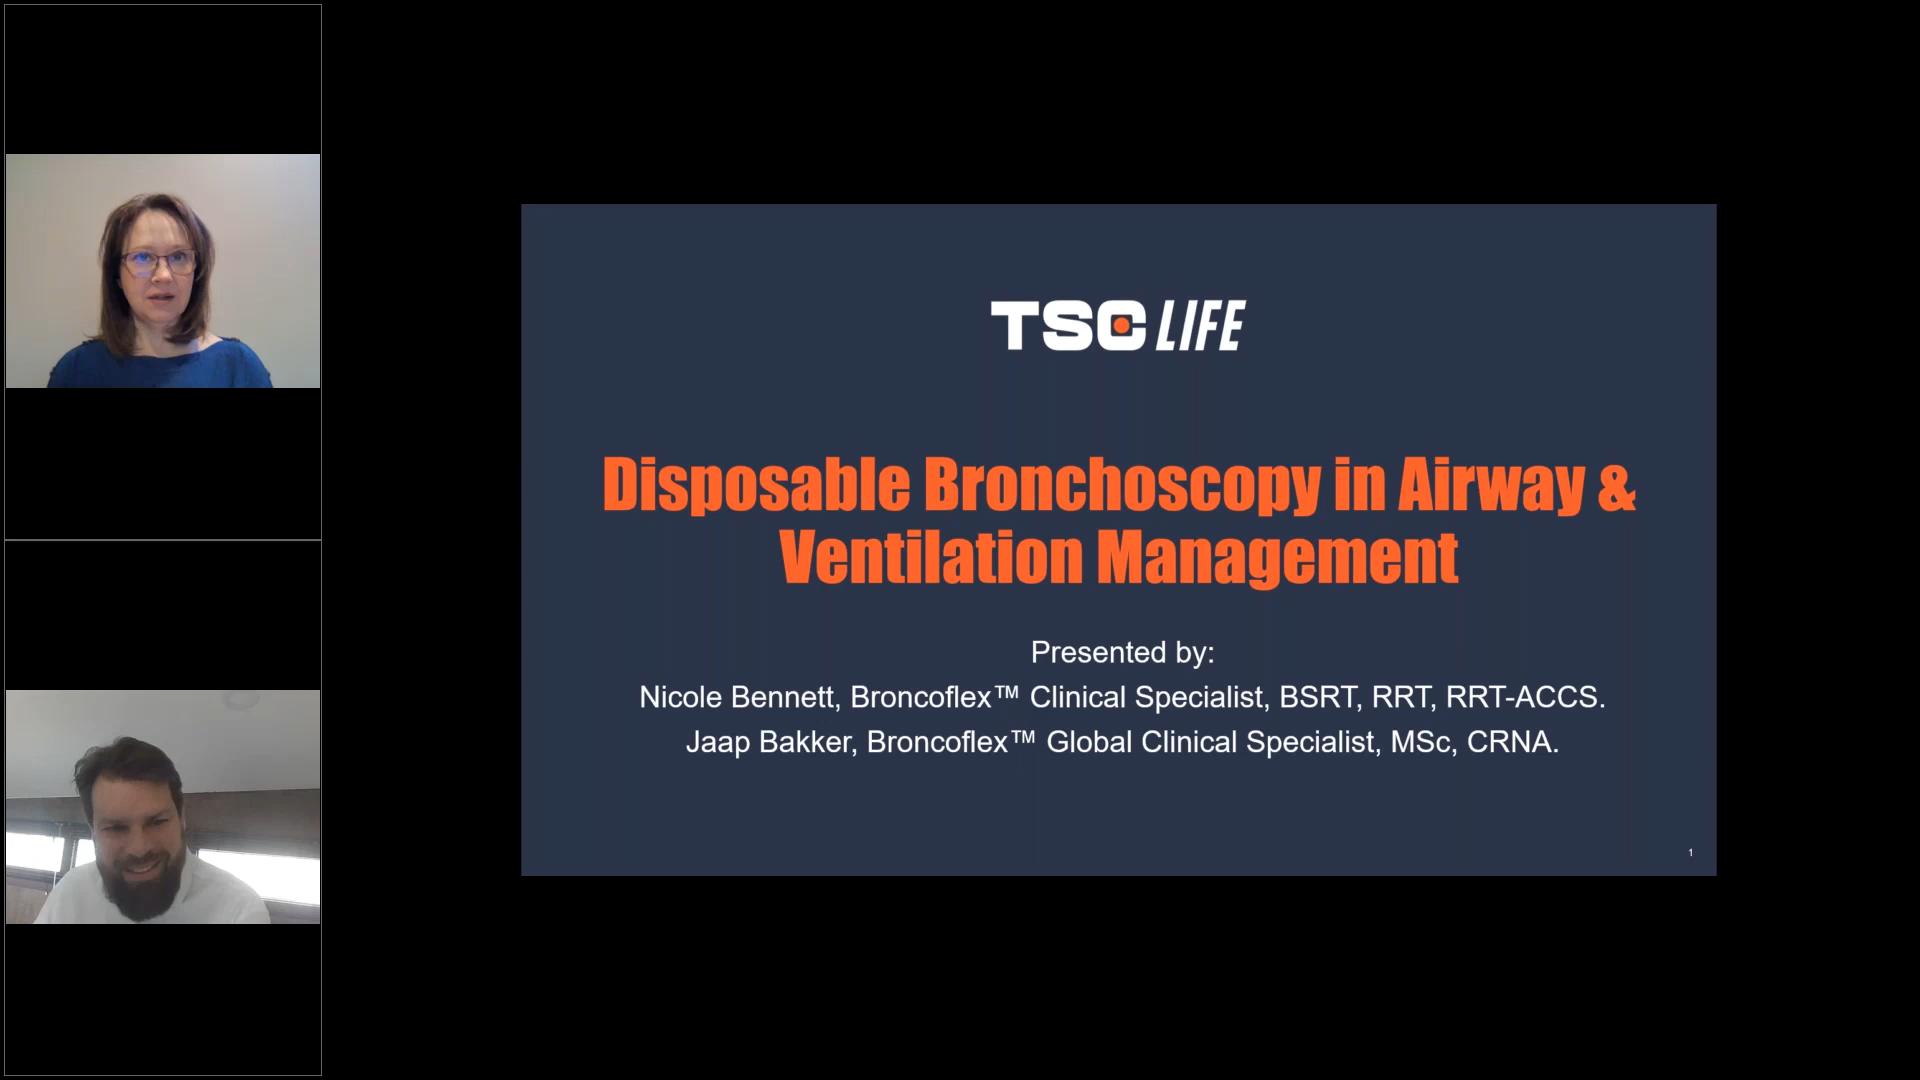 TSC LIFE
Disposable Bronchoscopy in Airway &
Ventilation Management
Presented by:
Nicole Bennett, Broncoflex™ Clinical Specialist, BSRT, RRT, RRT-ACCS.
Jaap Bakker, Broncoflex™ Global Clinical Specialist, MSc, CRNA.
1